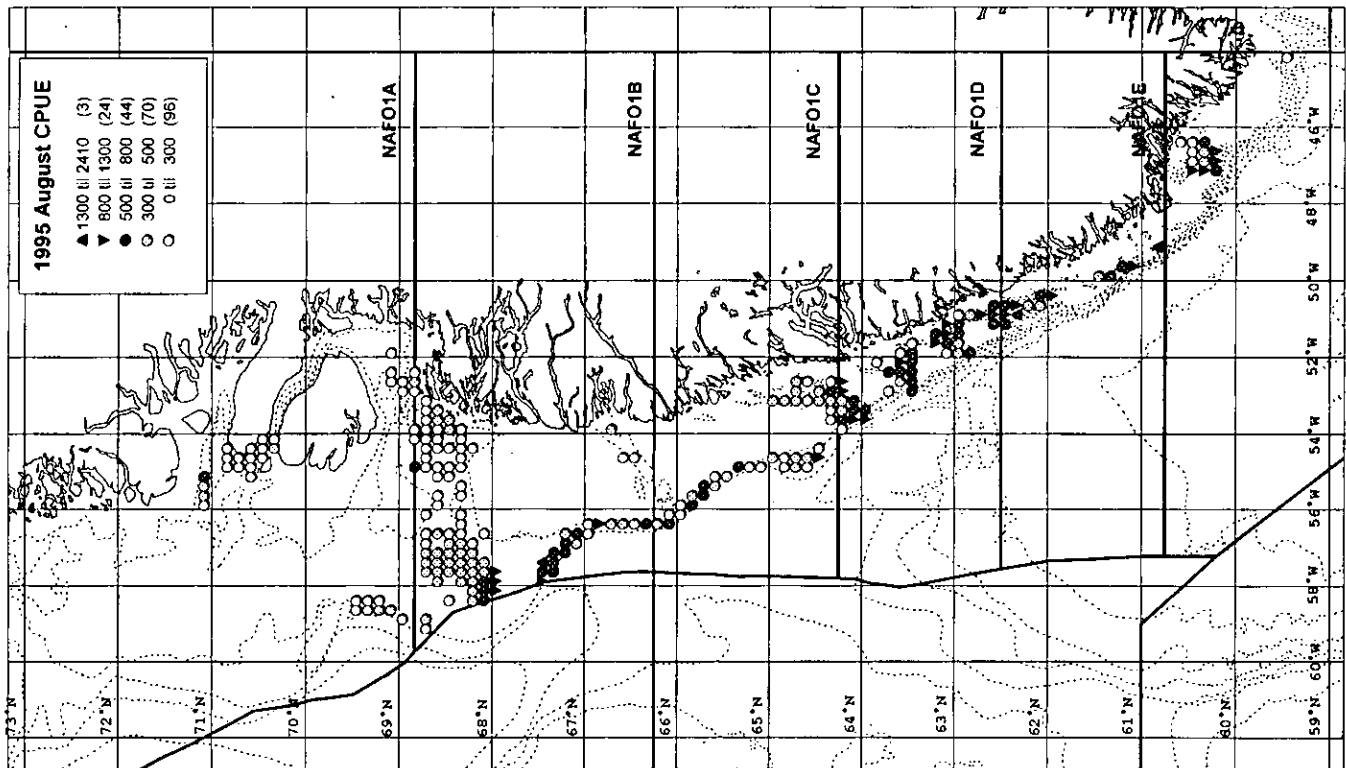 1995 August CPUE
▲ 1300 til 2410 (3)
▼ 800 til 1300 (24)
● 500 til 800 (44)
○ 300 til 500 (70)
○ 0 til 300 (96)
NAFO1A
NAFO1B
NAFO1C
NAFO1D
NAFO1E
46°W
48°W
50°W
52°W
54°W
56°W
58°W
60°W
73°N
72°N
71°N
70°N
69°N
68°N
67°N
66°N
65°N
64°N
63°N
62°N
61°N
60°N
59°N